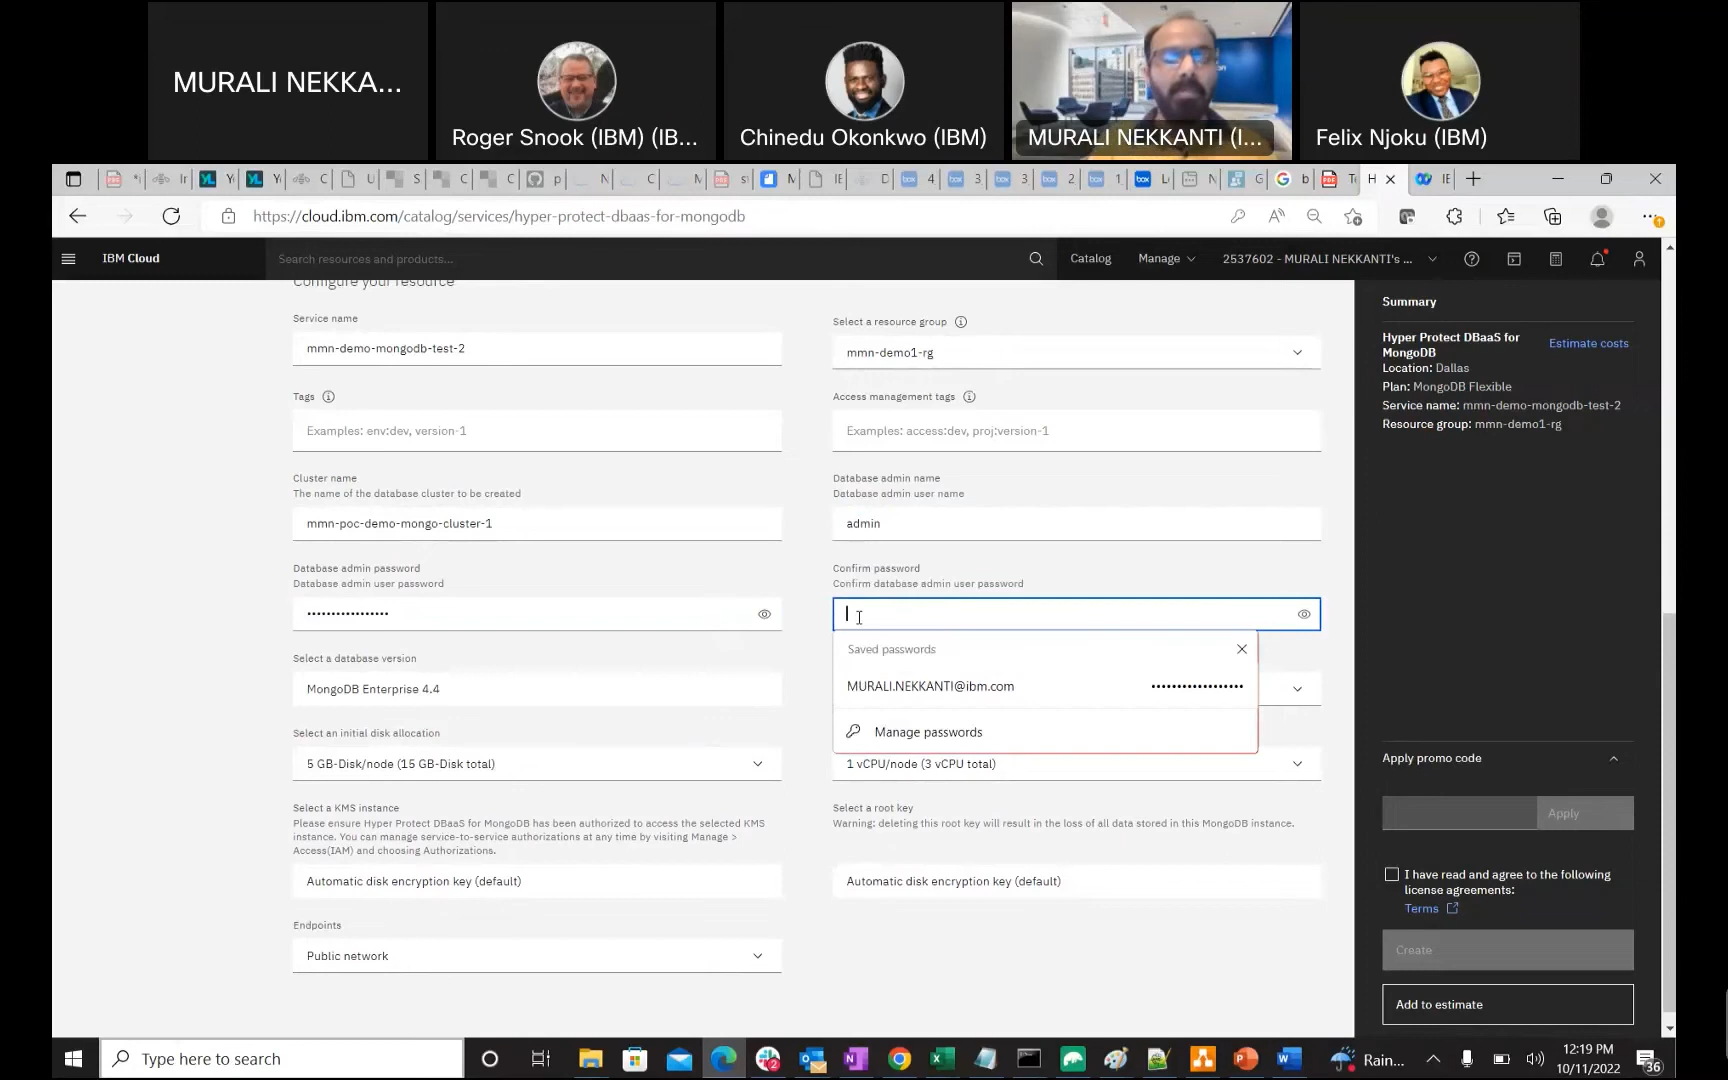 MURALI NEKKA...
Roger Snook (IBM) (IB...
Chinedu Okonkwo (IBM)
MURALI NEKKANTI (I...
Felix Njoku (IBM)
https://cloud.ibm.com/catalog/services/hyper-protect-dbaas-for-mongodb
IBM Cloud
Search resources and products...
Catalog
Manage
2537602 - MURALI NEKKANTI's ...
Configure your resource
Service name
mmn-demo-mongodb-test-2
Select a resource group
mmn-demo1-rg
Tags
Examples: env:dev, version-1
Access management tags
Examples: access:dev, proj:version-1
Cluster name
The name of the database cluster to be created
mmn-poc-demo-mongo-cluster-1
Database admin name
Database admin user name
admin
Database admin password
Database admin user password
Confirm password
Confirm database admin user password
Saved passwords
MURALI.NEKKANTI@ibm.com
Manage passwords
Select a database version
MongoDB Enterprise 4.4
Select an initial disk allocation
5 GB-Disk/node (15 GB-Disk total)
1 vCPU/node (3 vCPU total)
Select a KMS instance
Please ensure Hyper Protect DBaaS for MongoDB has been authorized to access the selected KMS
instance. You can manage service-to-service authorizations at any time by visiting Manage >
Access(IAM) and choosing Authorizations.
Automatic disk encryption key (default)
Select a root key
Warning: deleting this root key will result in the loss of all data stored in this MongoDB instance.
Automatic disk encryption key (default)
Endpoints
Public network
Summary
Hyper Protect DBaaS for
MongoDB
Estimate costs
Location: Dallas
Plan: MongoDB Flexible
Service name: mmn-demo-mongodb-test-2
Resource group: mmn-demo1-rg
Apply promo code
Apply
I have read and agree to the following
license agreements:
Terms
Create
Add to estimate
Type here to search
Rain...
12:19 PM
10/11/2022
36